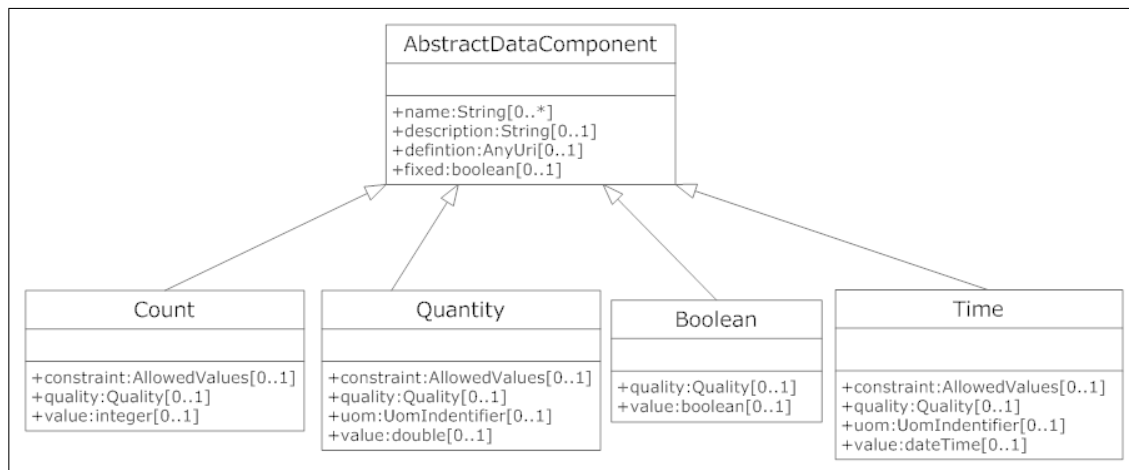 AbstractDataComponent
+name:String[0..*]
+description:String[0..1]
+defintion:AnyUri[0..1]
+fixed:boolean[0..1]
Count
+constraint:AllowedValues[0..1]
+quality:Quality[0..1]
+value:integer[0..1]
Quantity
+constraint:AllowedValues[0..1]
+quality:Quality[0..1]
+uom:UomIndentifier[0..1]
+value:double[0..1]
Boolean
+quality:Quality[0..1]
+value:boolean[0..1]
Time
+constraint:AllowedValues[0..1]
+quality:Quality[0..1]
+uom:UomIndentifier[0..1]
+value:dateTime[0..1]